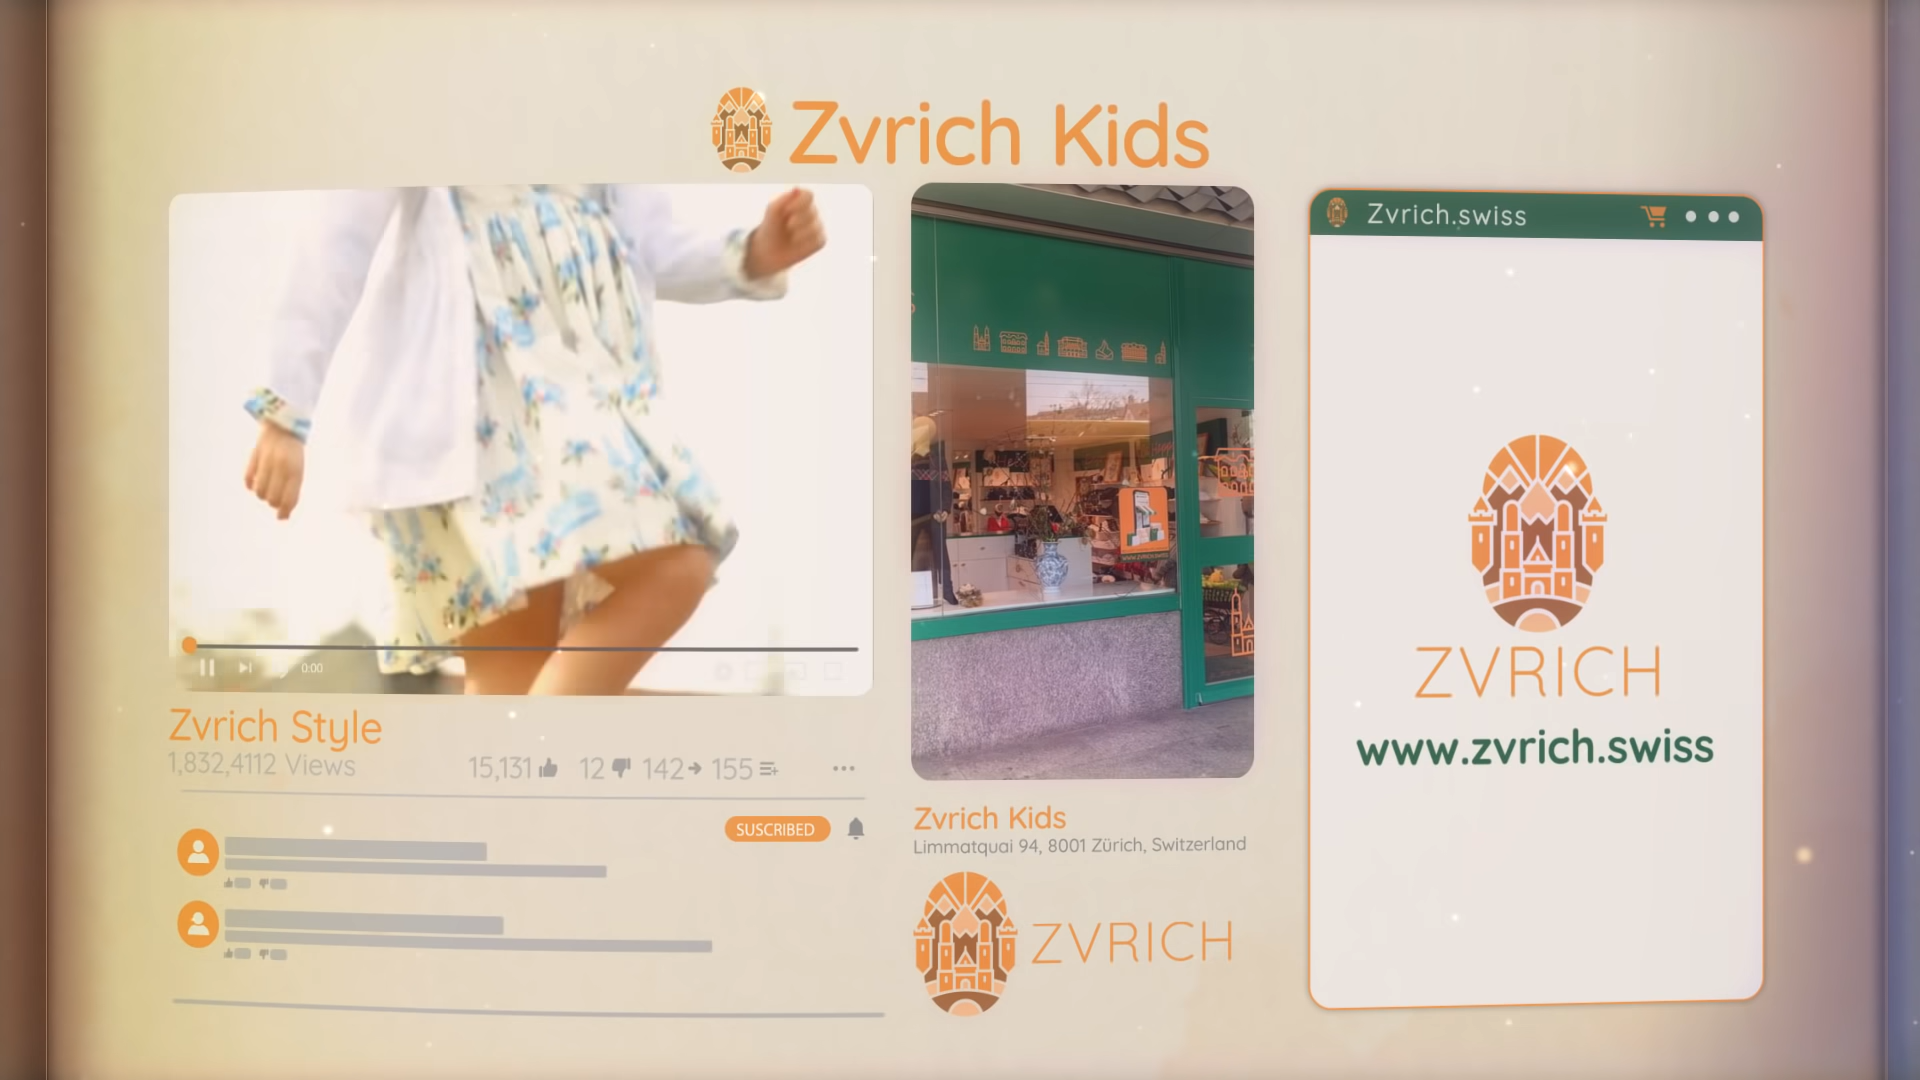 Zvrich Kids
0:00
Zvrich Style
1,832,4112 Views
15,131
12
142
155
SUSCRIBED
Zvrich Kids
Limmatquai 94, 8001 Zürich, Switzerland
ZVRICH
Zvrich.swiss
ZVRICH
www.zvrich.swiss